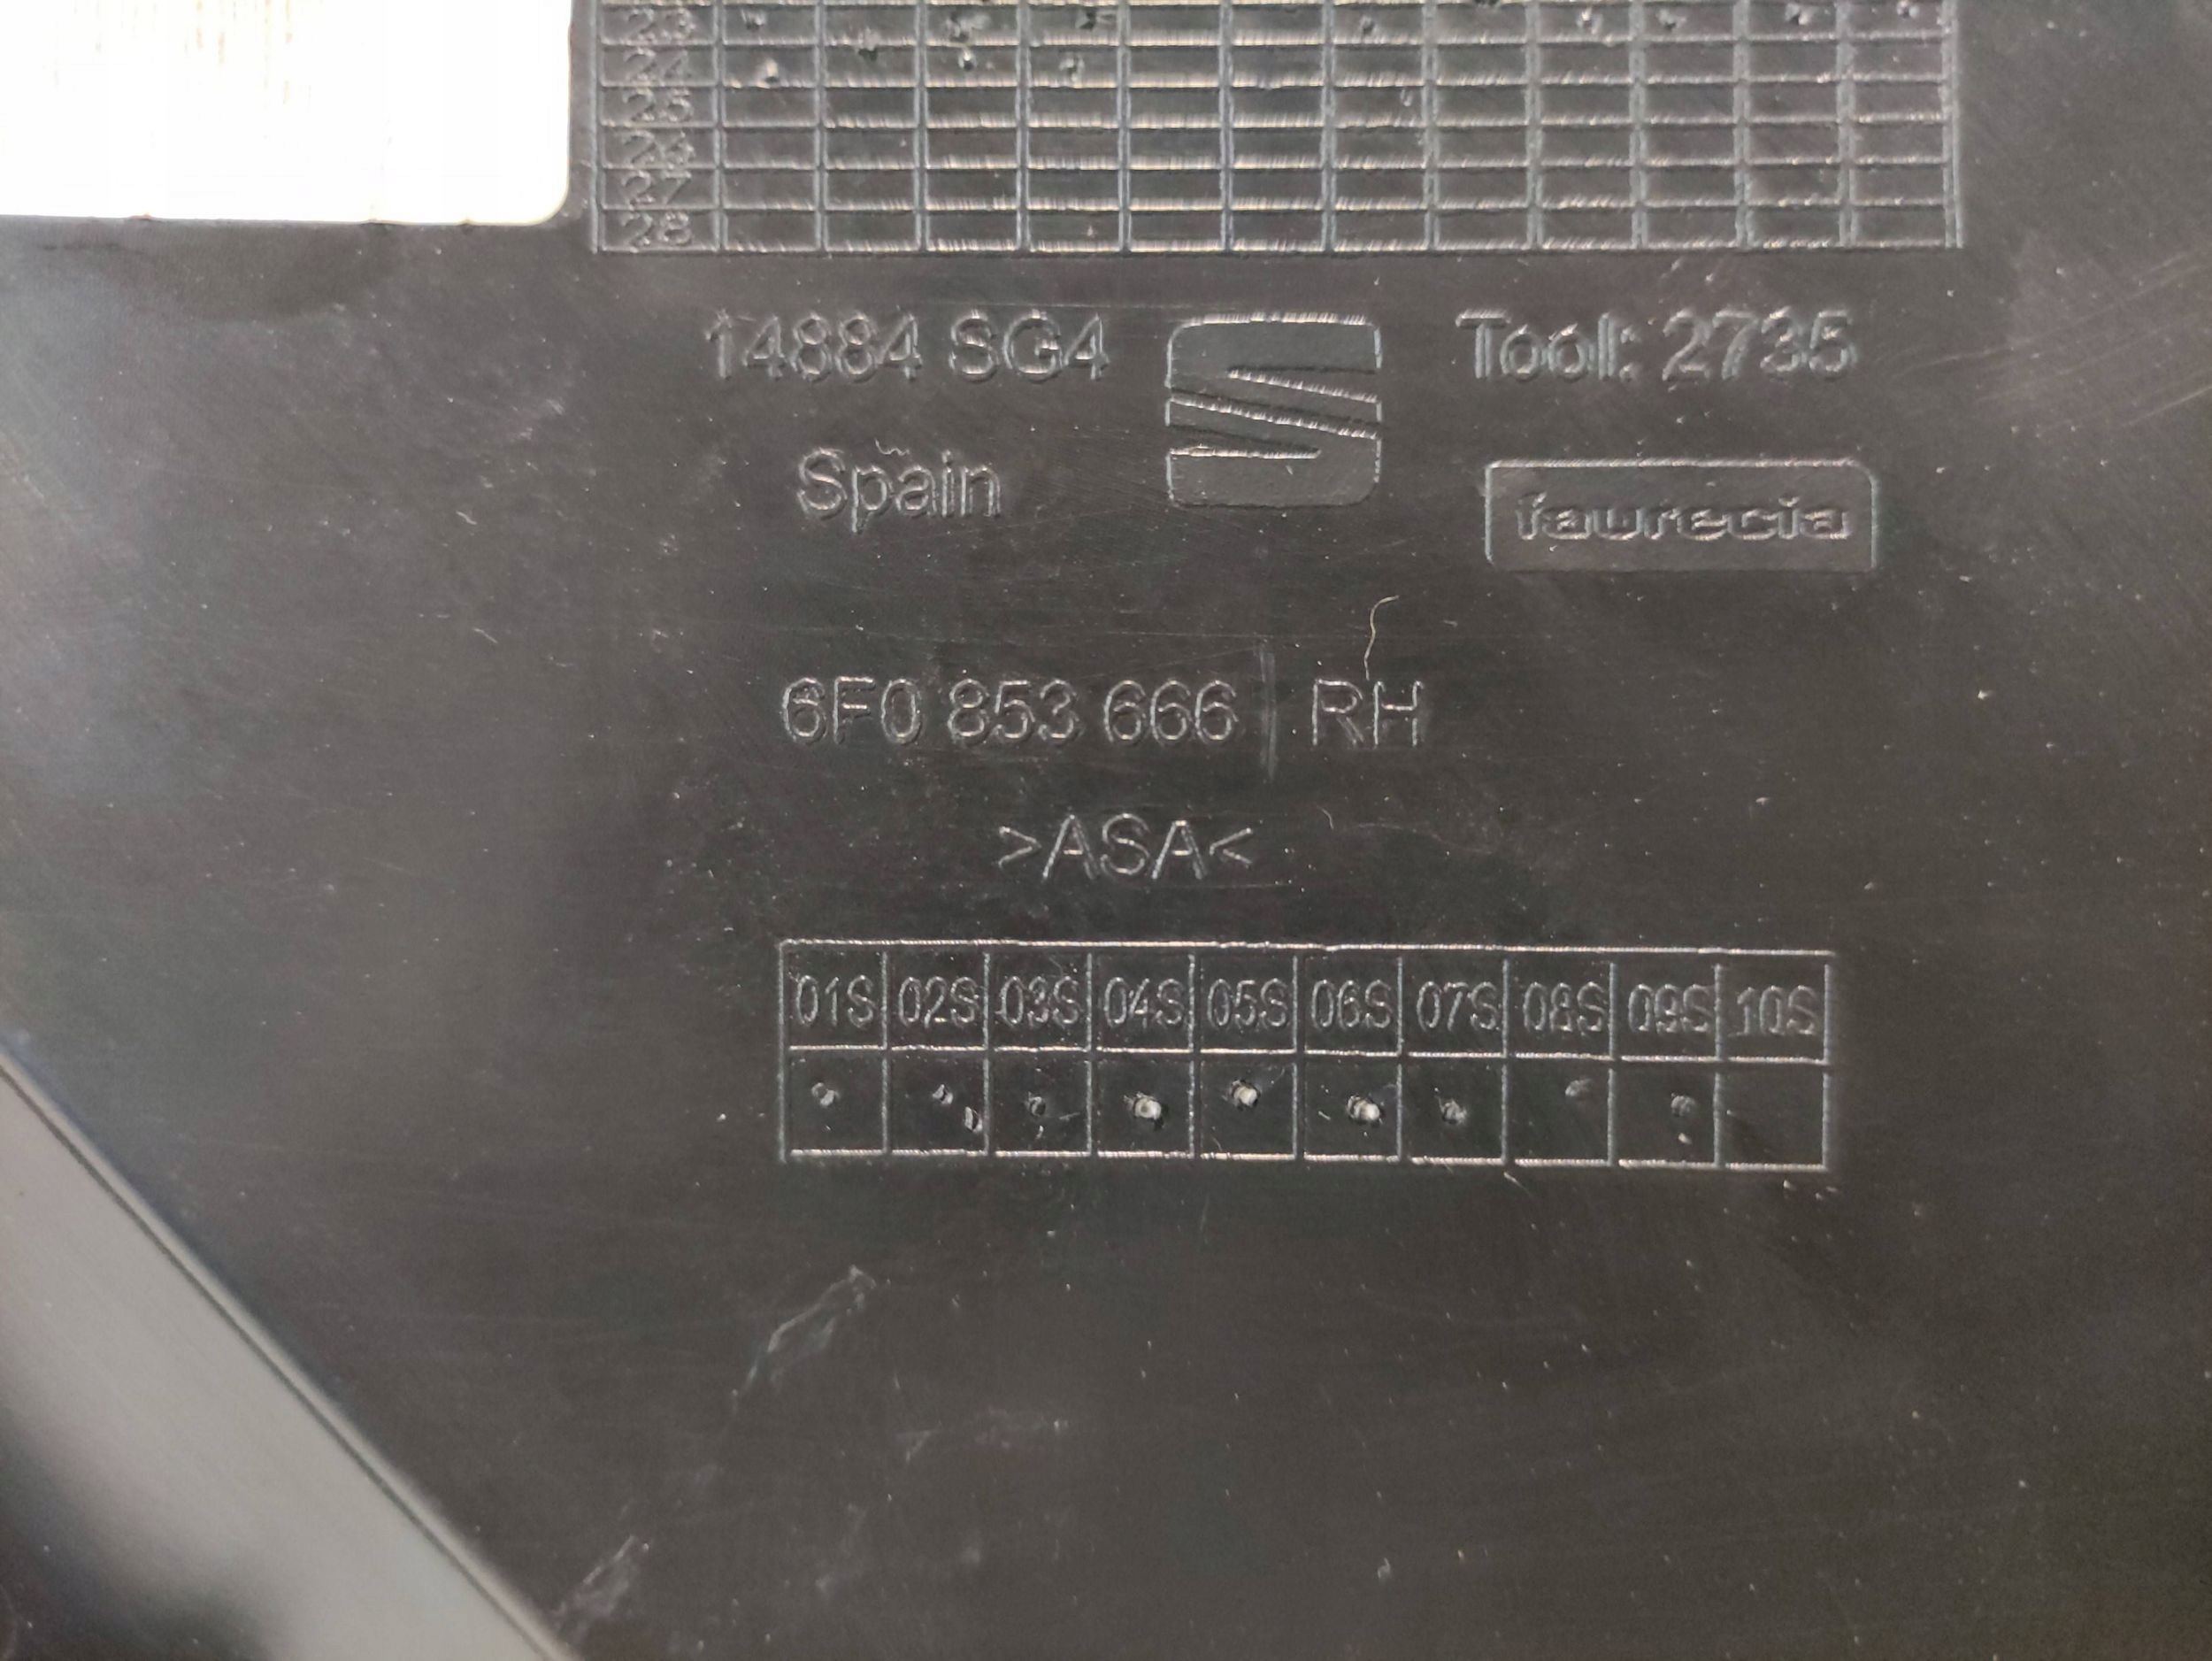 23
24
25
26
27
28
14884 SG4
Tool: 2735
Spain
faurecia
6F0 853 666 RH
>ASA<
01S 02S 03S 04S 05S 06S 07S 08S 09S 10S